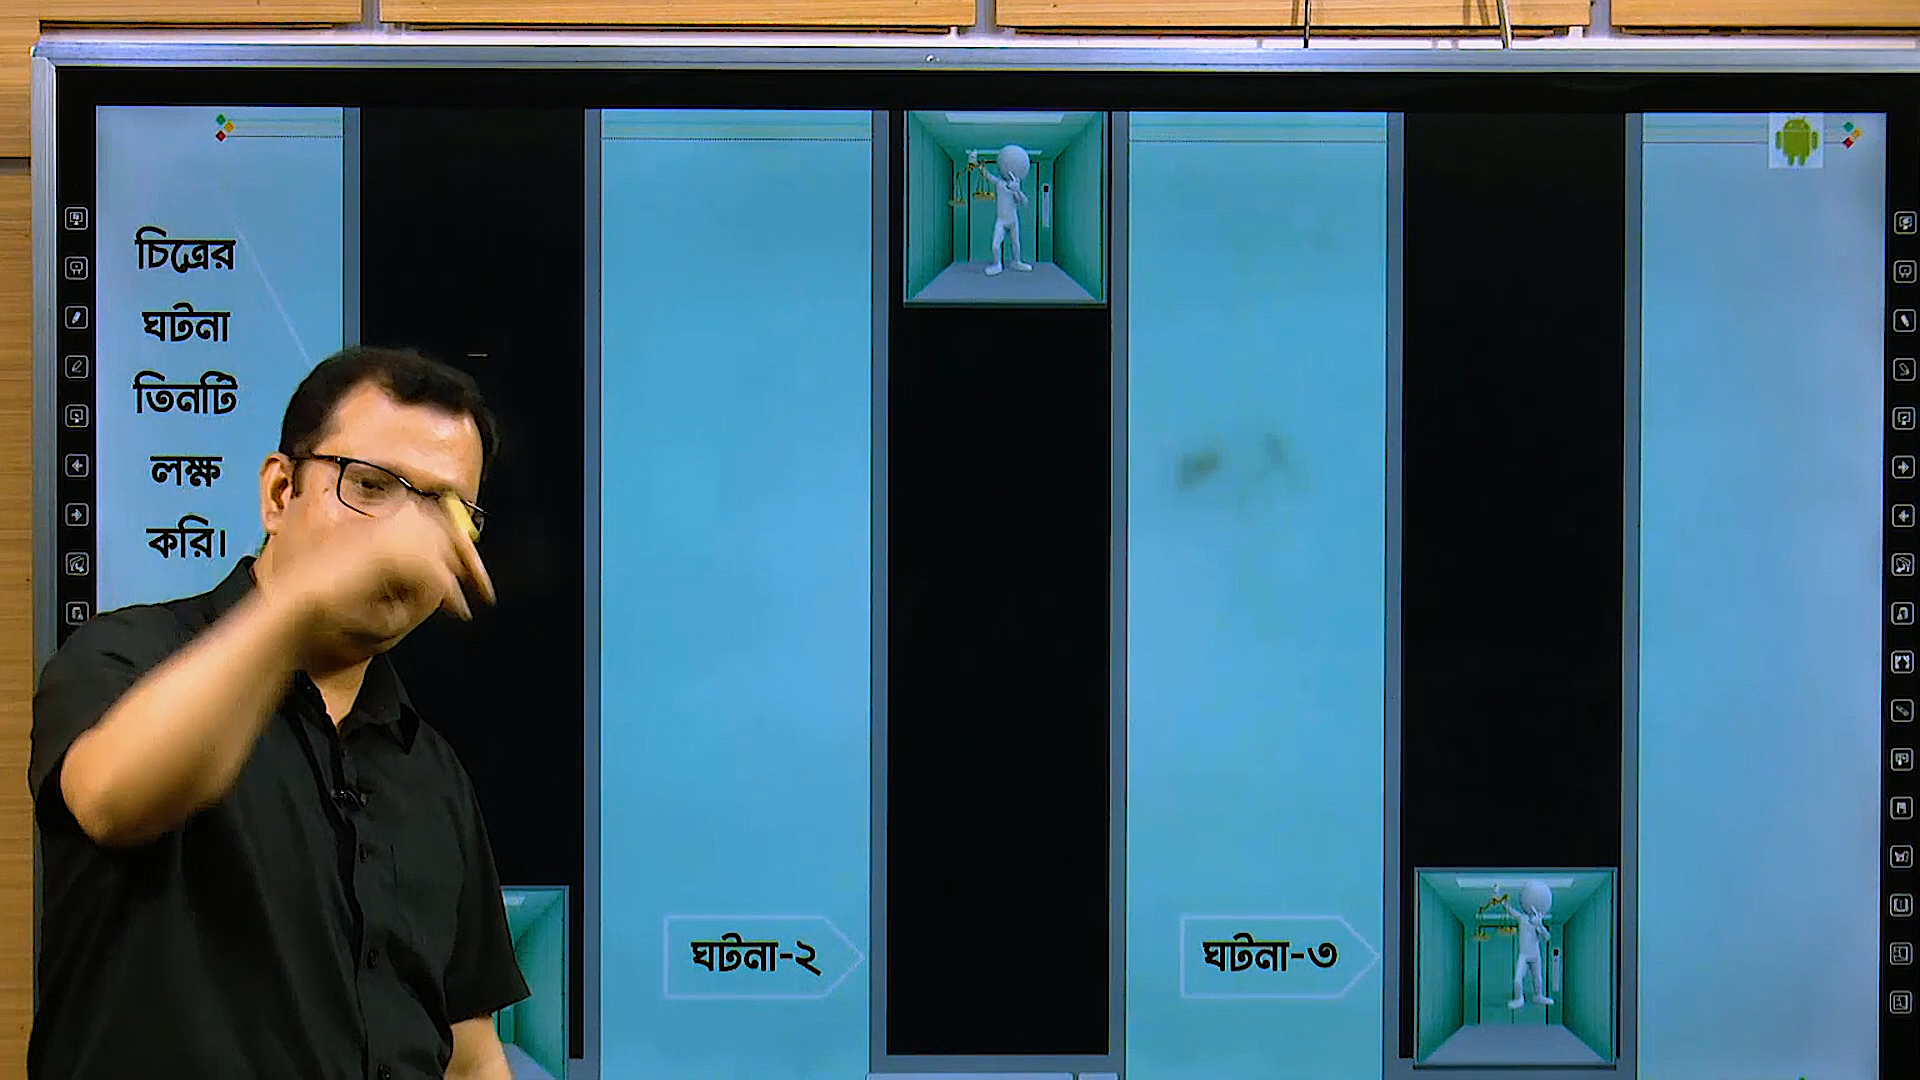 চিত্রের
ঘটনা
তিনটি
লক্ষ
করি।
ঘটনা-২
ঘটনা-৩